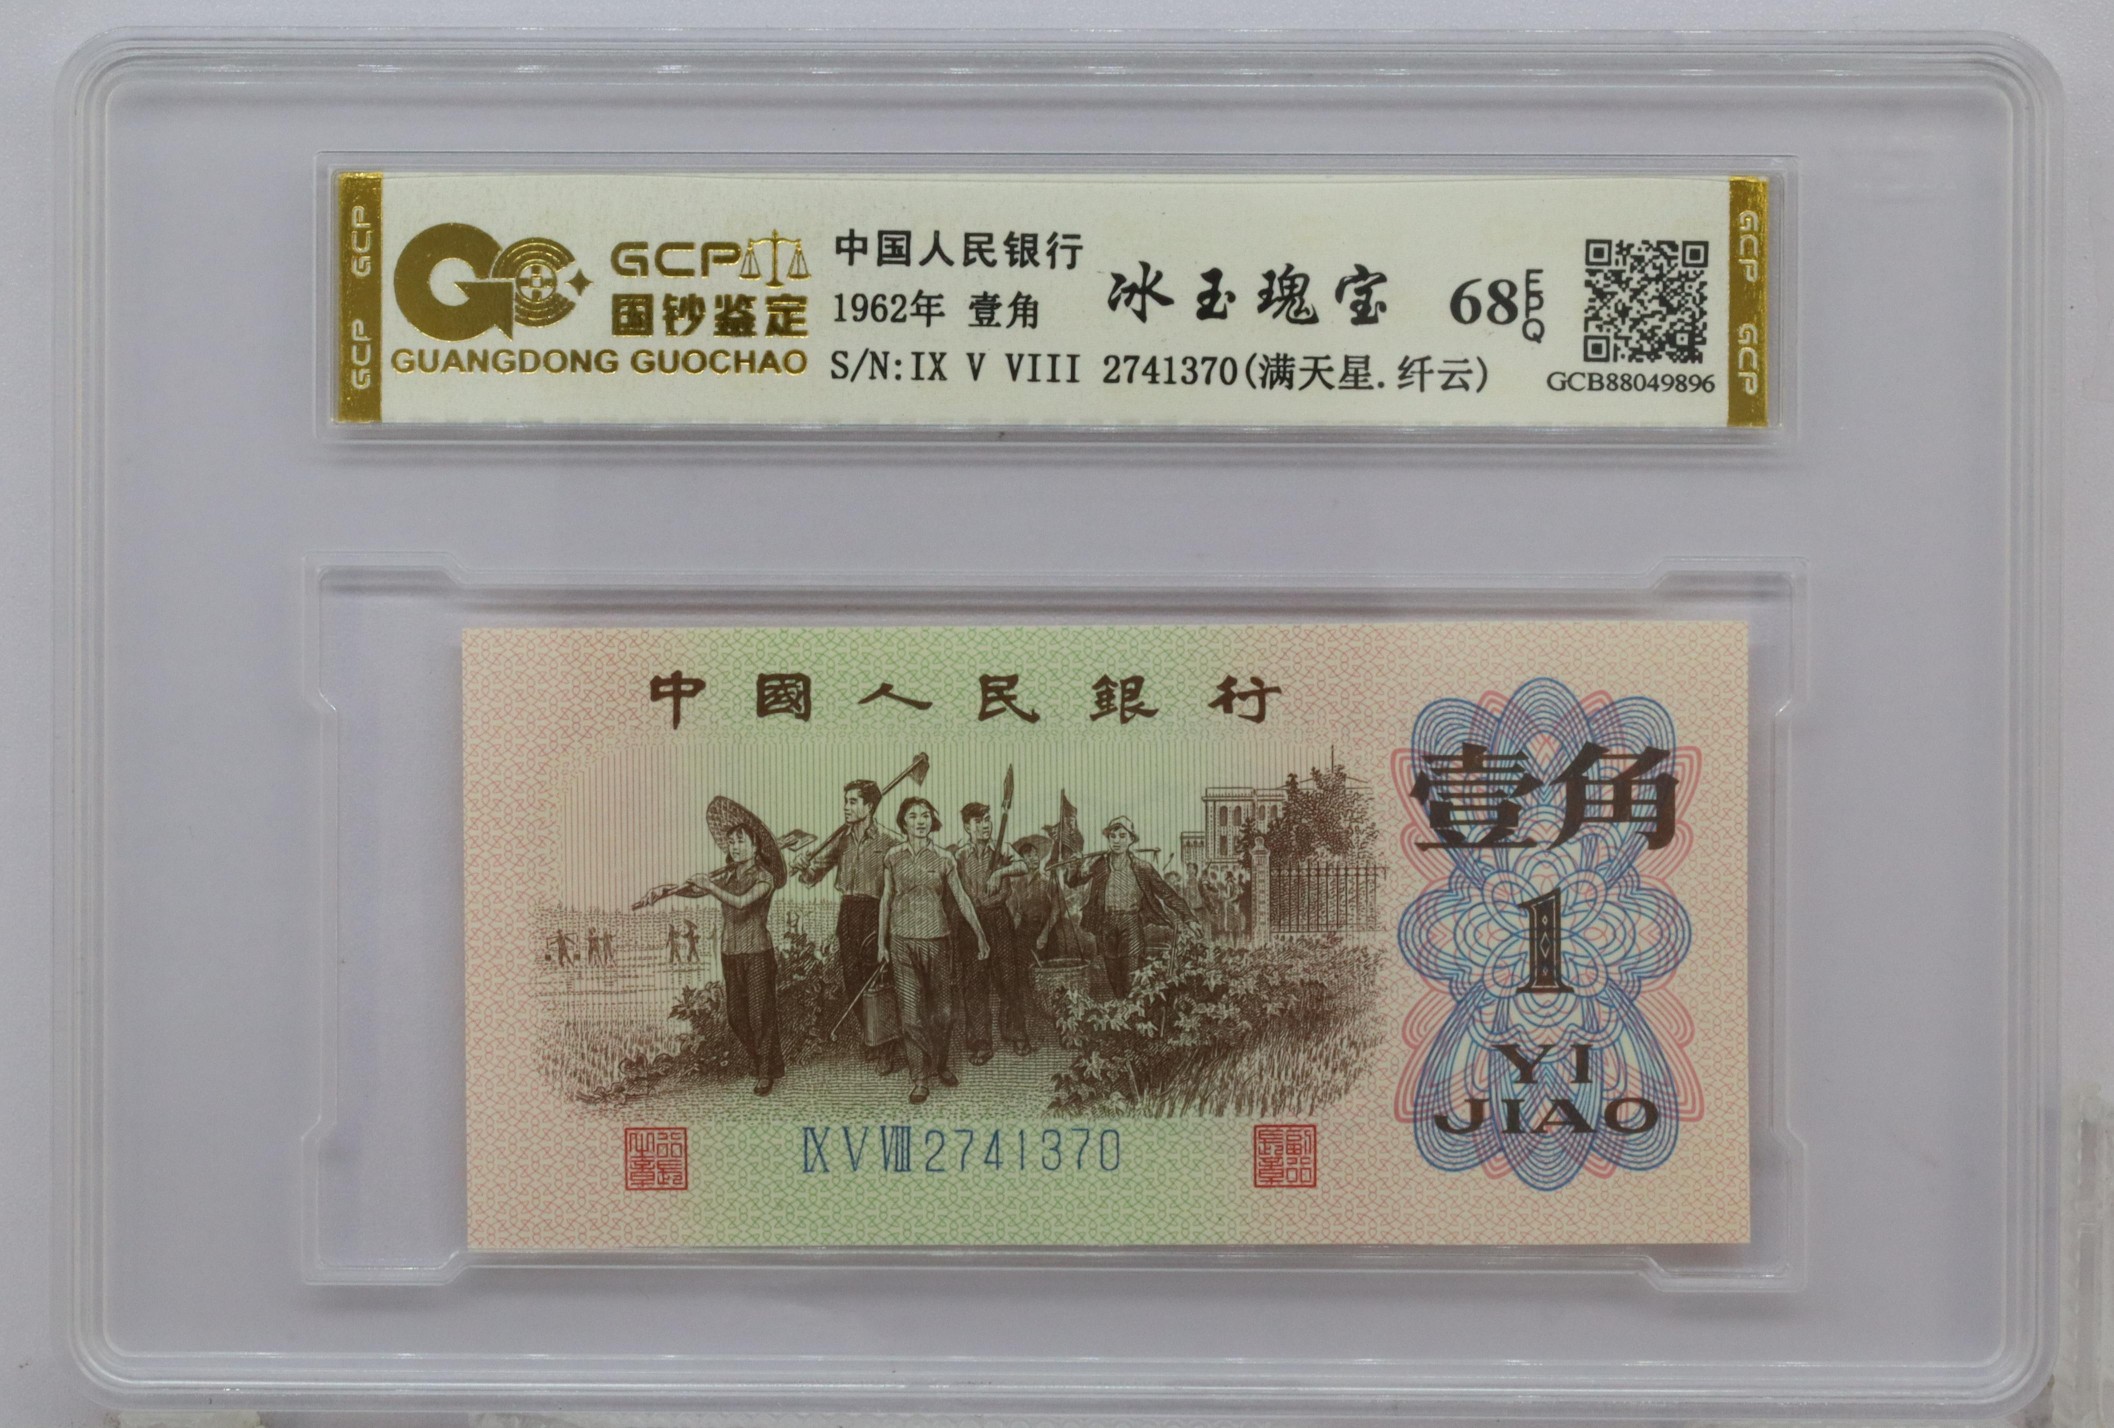 GCP GCP
GCP
国钞鉴定
GUANGDONG GUOCHAO
中国人民银行
1962年 壹角
冰玉瑰宝
68 EPQ
S/N:IX V VIII 2741370(满天星.纤云)
GCB88049896
GCP GCP
中國人民銀行
壹角
1
YI
JIAO
IX V VIII 2741370